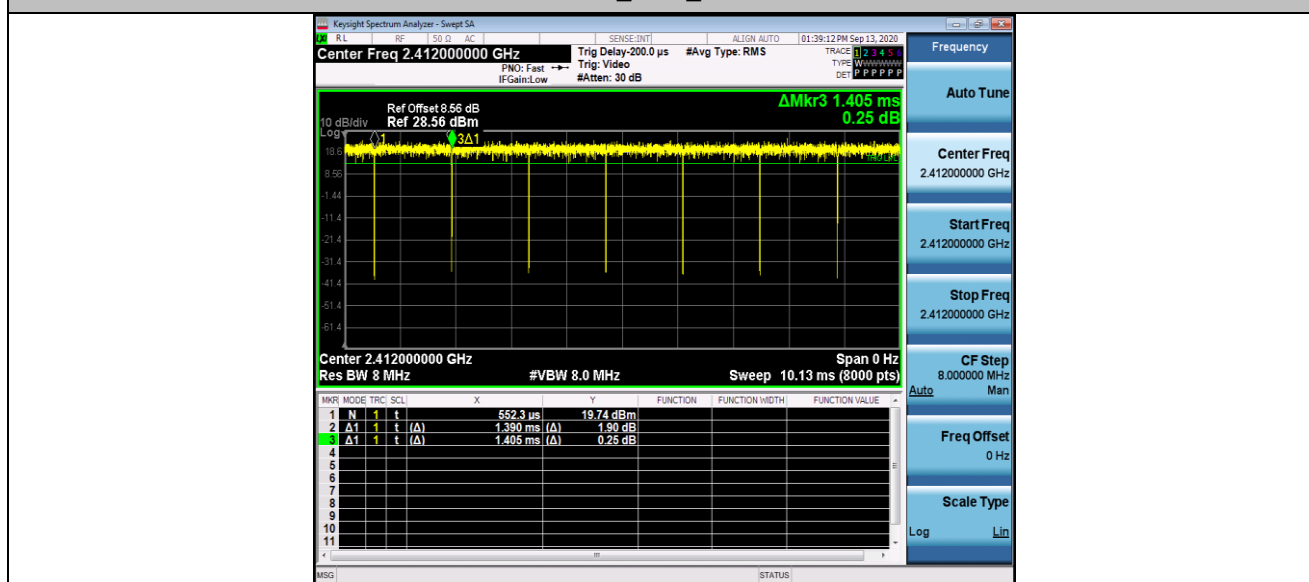 Keysight Spectrum Analyzer - Swept SA
RL RF 50 Ω AC SENSE:INT ALIGN AUTO 01:39:12 PM Sep 13, 2020
Center Freq 2.412000000 GHz
PNO: Fast
IFGain:Low
Trig Delay-200.0 µs
Trig: Video
#Atten: 30 dB
#Avg Type: RMS
TRACE 1 2 3 4 5 6
TYPE WWWWWW
DET P P P P P P
Frequency
ΔMkr3 1.405 ms
0.25 dB
Ref Offset 8.56 dB
10 dB/div Ref 28.56 dBm
Log
1
3Δ1
18.6
8.56
-1.44
-11.4
-21.4
-31.4
-41.4
-51.4
-61.4
Center 2.412000000 GHz Span 0 Hz
Res BW 8 MHz #VBW 8.0 MHz Sweep 10.13 ms (8000 pts)
MKR MODE TRC SCL X Y FUNCTION FUNCTION WIDTH FUNCTION VALUE
1 N 1 t 552.3 µs 19.74 dBm
2 Δ1 1 t (Δ) 1.390 ms (Δ) 1.90 dB
3 Δ1 1 t (Δ) 1.405 ms (Δ) 0.25 dB
4
5
6
7
8
9
10
11
Auto Tune
Center Freq
2.412000000 GHz
Start Freq
2.412000000 GHz
Stop Freq
2.412000000 GHz
CF Step
8.000000 MHz
Auto Man
Freq Offset
0 Hz
Scale Type
Log Lin
MSG STATUS